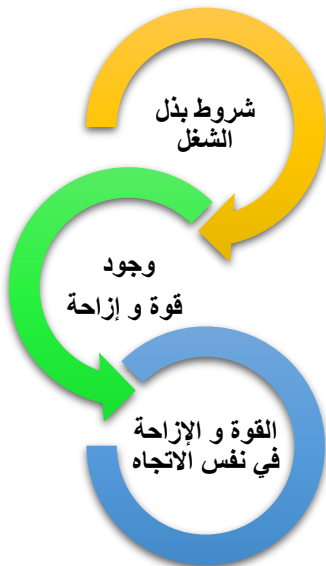 شروط بذل
الشغل
وجود
قوة و إزاحة
القوة و الإزاحة
في نفس الاتجاه